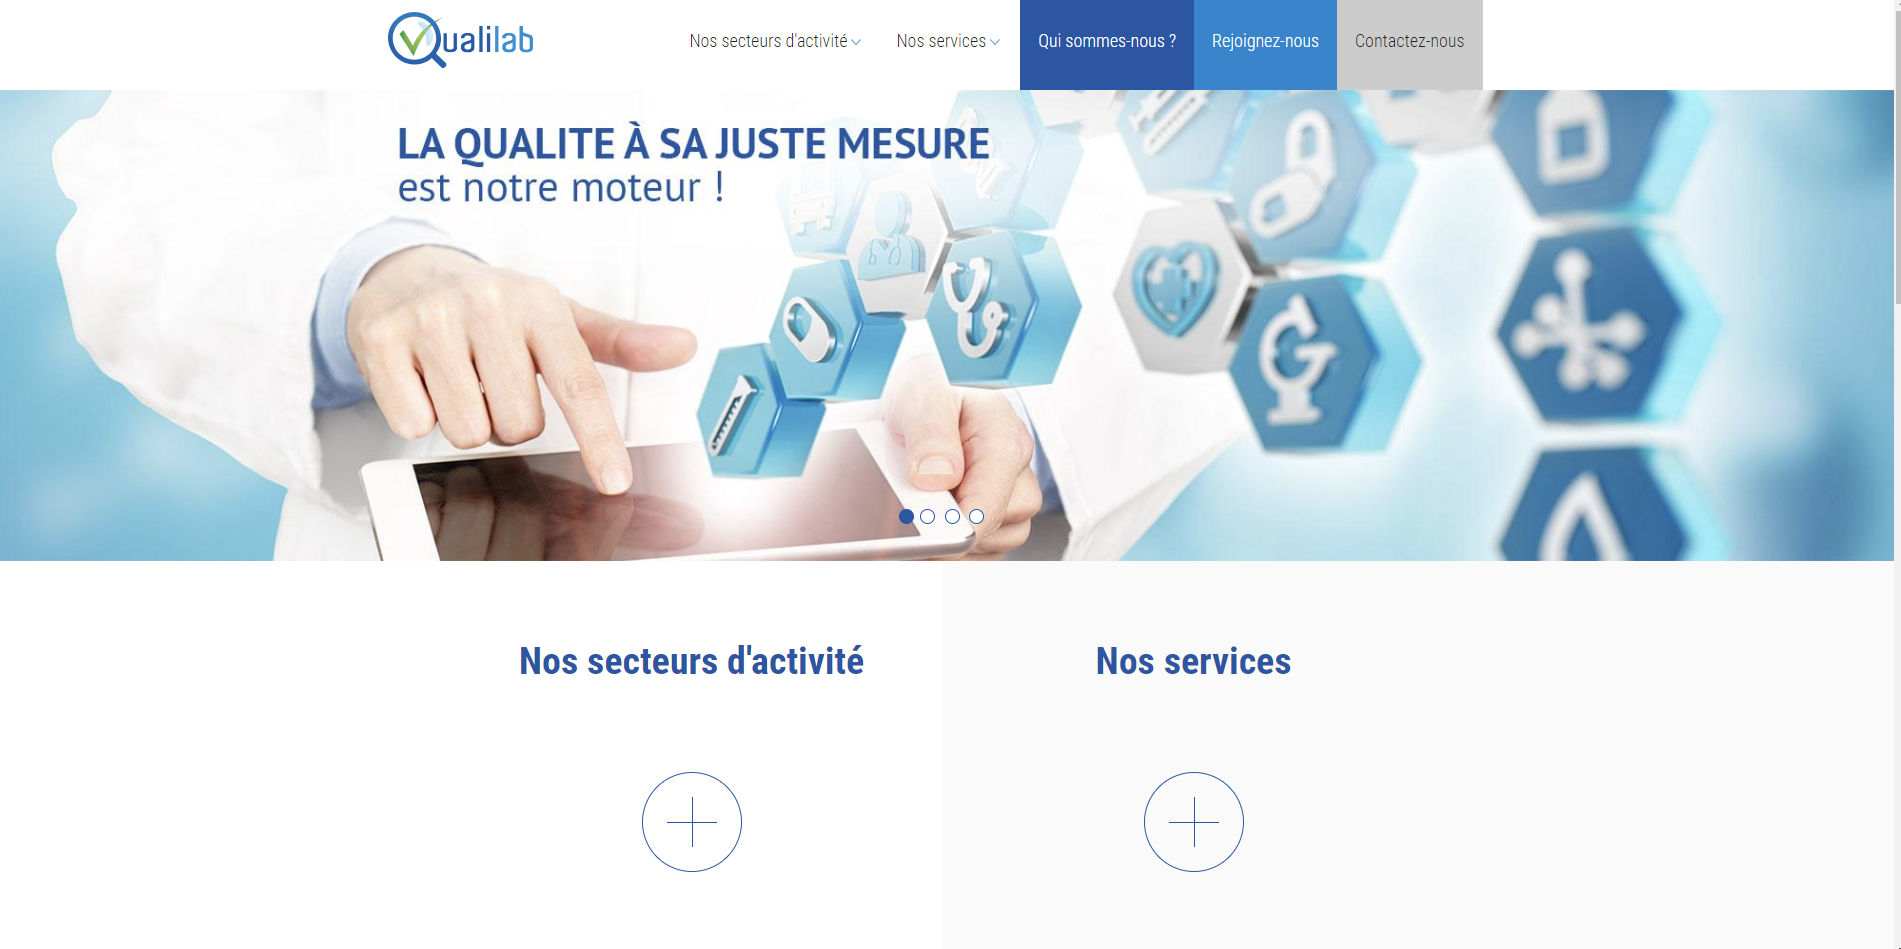 Qualilab
Nos secteurs d'activité
Nos services
Qui sommes-nous ?
Rejoignez-nous
Contactez-nous
LA QUALITE À SA JUSTE MESURE
est notre moteur !
Nos secteurs d'activité
Nos services